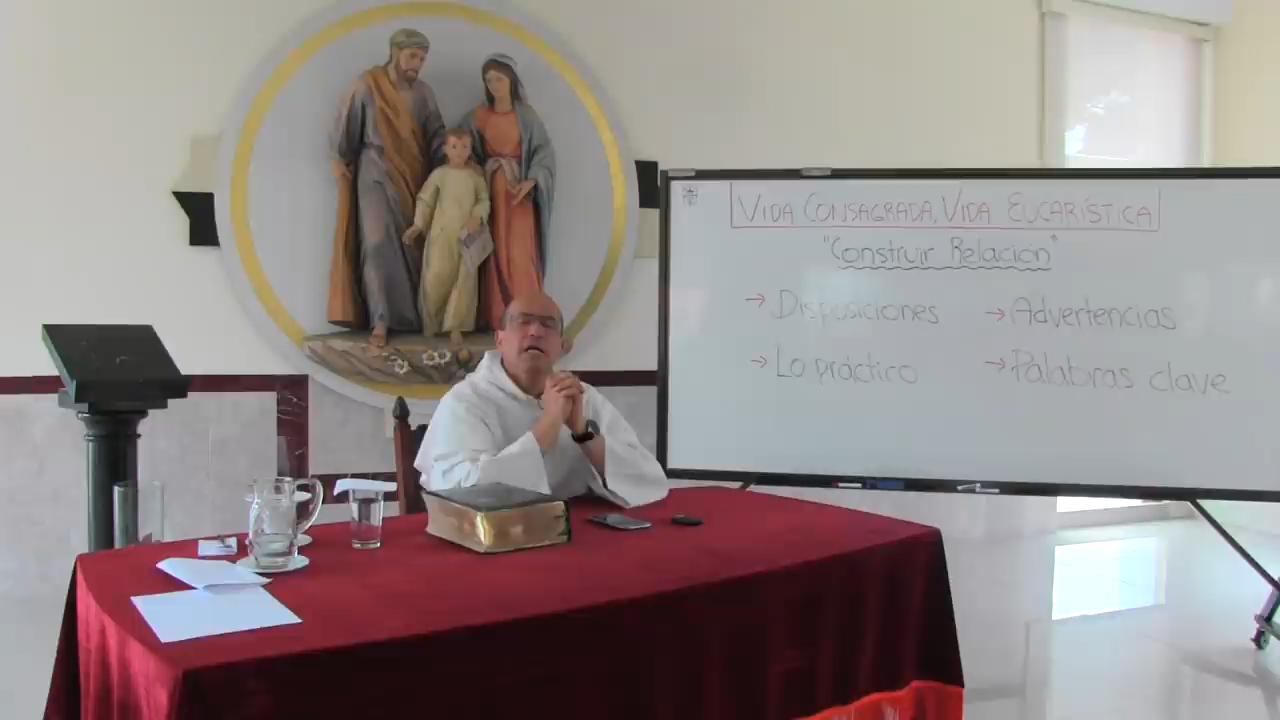 VIDA CONSAGRADA, VIDA EUCARÍSTICA
"Construir Relación"
→ Disposiciones → Advertencias
→ Lo práctico → Palabras clave